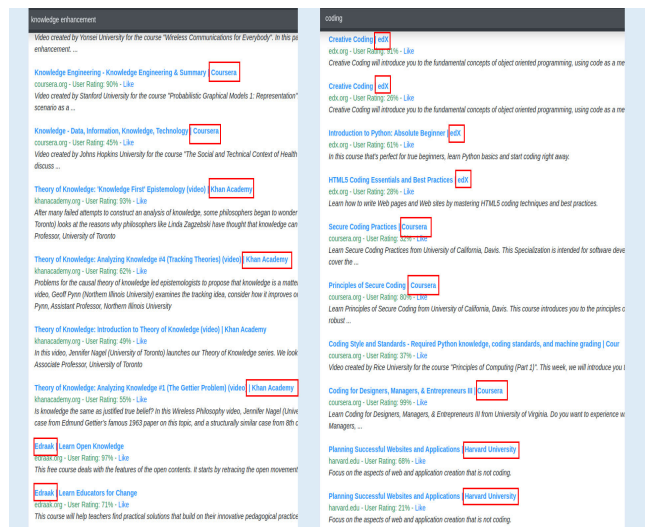 knowledge enhancement
Video created by Yonsei University for the course "Wireless Communications for Everybody". In this pa
enhancement. ...
Knowledge Engineering - Knowledge Engineering & Summary | Coursera
coursera.org - User Rating: 90% - Like
Video created by Stanford University for the course "Probabilistic Graphical Models 1: Representation"
scenario as a ...
Knowledge - Data, Information, Knowledge, Technology | Coursera
coursera.org - User Rating: 45% - Like
Video created by Johns Hopkins University for the course "The Social and Technical Context of Health
discuss ...
Theory of Knowledge: 'Knowledge First' Epistemology (video) | Khan Academy
khanacademy.org - User Rating: 93% - Like
After many failed attempts to construct an analysis of knowledge, some philosophers began to wonder
Toronto) looks at the reasons why philosophers like Linda Zagzebski have thought that knowledge can
Professor, University of Toronto
Theory of Knowledge: Analyzing Knowledge #4 (Tracking Theories) (video) | Khan Academy
khanacademy.org - User Rating: 62% - Like
Problems for the causal theory of knowledge led epistemologists to propose that knowledge is a matte
video, Geoff Pynn (Northern Illinois University) examines the tracking idea, consider how it improves o
Pynn, Assistant Professor, Northern Illinois University
Theory of Knowledge: Introduction to Theory of Knowledge (video) | Khan Academy
khanacademy.org - User Rating: 49% - Like
In this video, Jennifer Nagel (University of Toronto) launches our Theory of Knowledge series. We look
Associate Professor, University of Toronto
Theory of Knowledge: Analyzing Knowledge #1 (The Gettier Problem) (video) | Khan Academy
khanacademy.org - User Rating: 55% - Like
Is knowledge the same as justified true belief? In this Wireless Philosophy video, Jennifer Nagel (Unive
case from Edmund Gettier's famous 1963 paper on this topic, and a structurally similar case from 8th c
Edraak | Learn Open Knowledge
edraak.org - User Rating: 97% - Like
This free course deals with the features of the open contents. It starts by retracing the open movement
Edraak | Learn Educators for Change
edraak.org - User Rating: 71% - Like
This course will help teachers find practical solutions that build on their innovative pedagogical practice
coding
Creative Coding | edX
edx.org - User Rating: 91% - Like
Creative Coding will introduce you to the fundamental concepts of object oriented programming, using code as a me
Creative Coding | edX
edx.org - User Rating: 26% - Like
Creative Coding will introduce you to the fundamental concepts of object oriented programming, using code as a me
Introduction to Python: Absolute Beginner | edX
edx.org - User Rating: 61% - Like
In this course that's perfect for true beginners, learn Python basics and start coding right away.
HTML5 Coding Essentials and Best Practices | edX
edx.org - User Rating: 28% - Like
Learn how to write Web pages and Web sites by mastering HTML5 coding techniques and best practices.
Secure Coding Practices | Coursera
coursera.org - User Rating: 32% - Like
Learn Secure Coding Practices from University of California, Davis. This Specialization is intended for software deve
cover the ...
Principles of Secure Coding | Coursera
coursera.org - User Rating: 80% - Like
Learn Principles of Secure Coding from University of California, Davis. This course introduces you to the principles o
robust ...
Coding Style and Standards - Required Python knowledge, coding standards, and machine grading | Cour
coursera.org - User Rating: 37% - Like
Video created by Rice University for the course "Principles of Computing (Part 1)". This week, we will introduce you t
Coding for Designers, Managers, & Entrepreneurs III | Coursera
coursera.org - User Rating: 99% - Like
Learn Coding for Designers, Managers, & Entrepreneurs III from University of Virginia. Do you want to experience w
Managers, ...
Planning Successful Websites and Applications | Harvard University
harvard.edu - User Rating: 68% - Like
Focus on the aspects of web and application creation that is not coding.
Planning Successful Websites and Applications | Harvard University
harvard.edu - User Rating: 21% - Like
Focus on the aspects of web and application creation that is not coding.